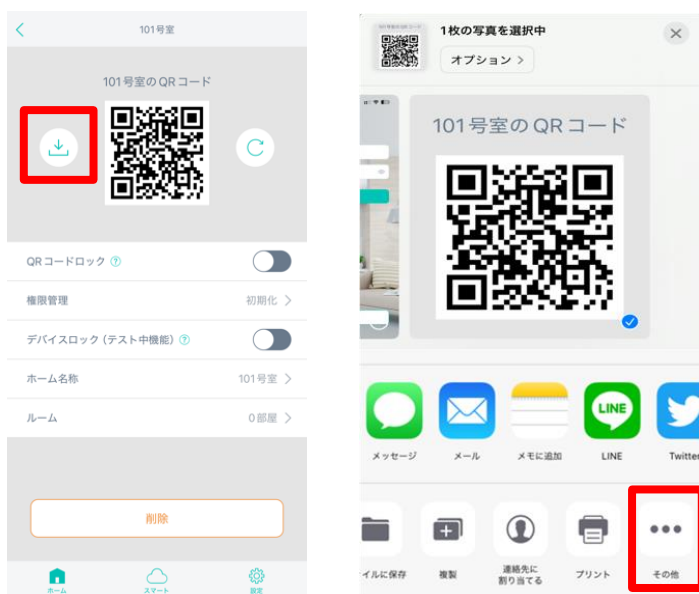 101号室
101号室のQRコード
QRコードロック ?
権限管理
初期化 >
デバイスロック (テスト中機能) ?
ホーム名称
101号室 >
ルーム
0部屋 >
削除
ホーム
スマート
設定
1枚の写真を選択中
オプション >
101号室のQRコード
メッセージ
メール
メモに追加
LINE
LINE
Twitter
イルに保存
複製
連絡先に
割り当てる
プリント
その他